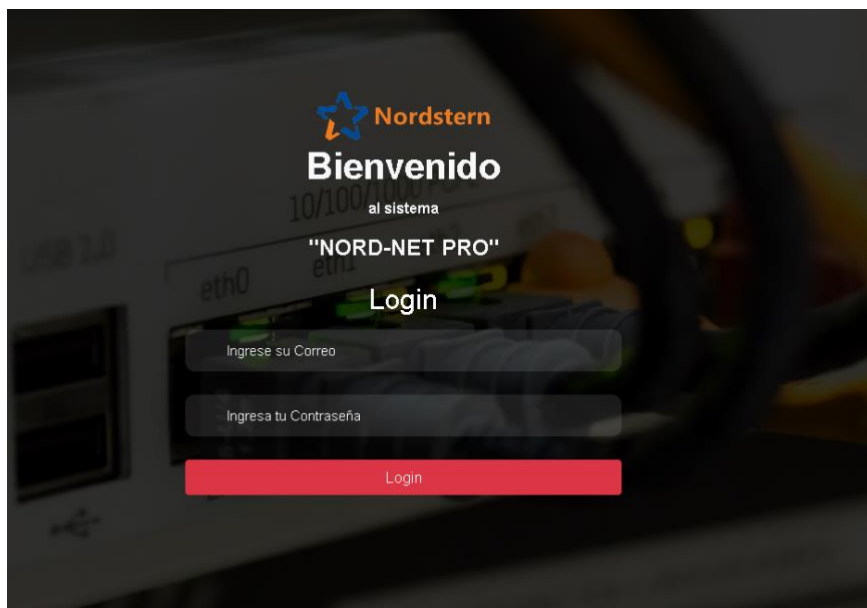 Nordstern
Bienvenido
al sistema
"NORD-NET PRO"
Login
Ingrese su Correo
Ingresa tu Contraseña
Login
USB 2.0
10/100/1000
eth0
eth1